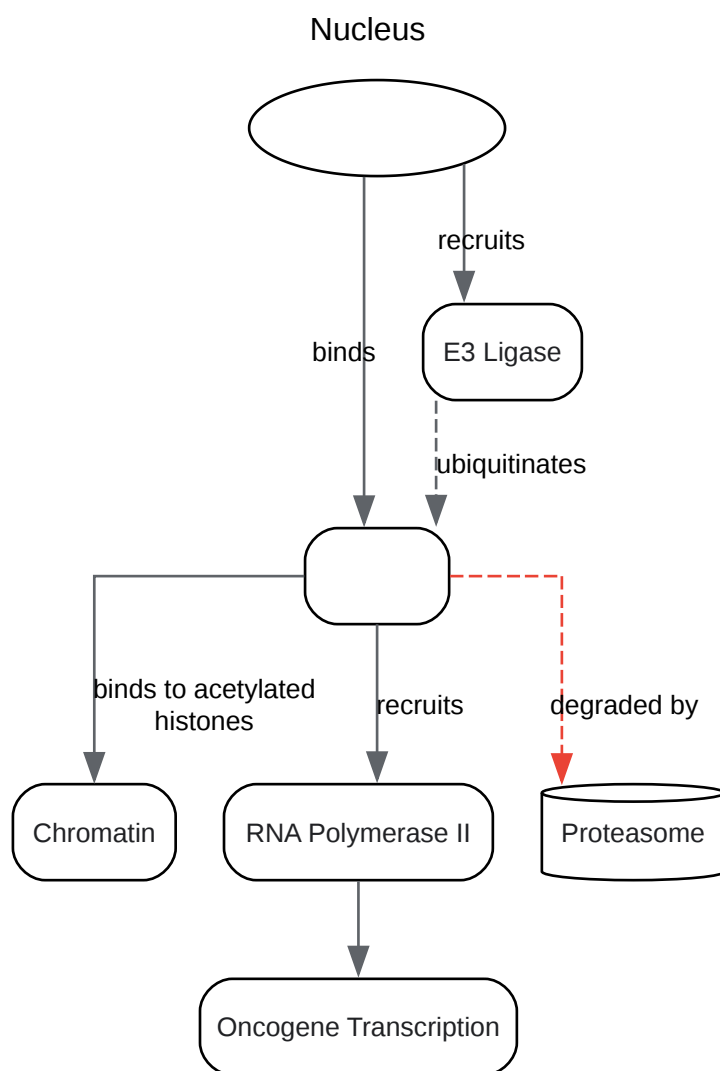 Nucleus
recruits
binds
E3 Ligase
ubiquitinates
binds to acetylated
histones
recruits
degraded by
Chromatin
RNA Polymerase II
Proteasome
Oncogene Transcription